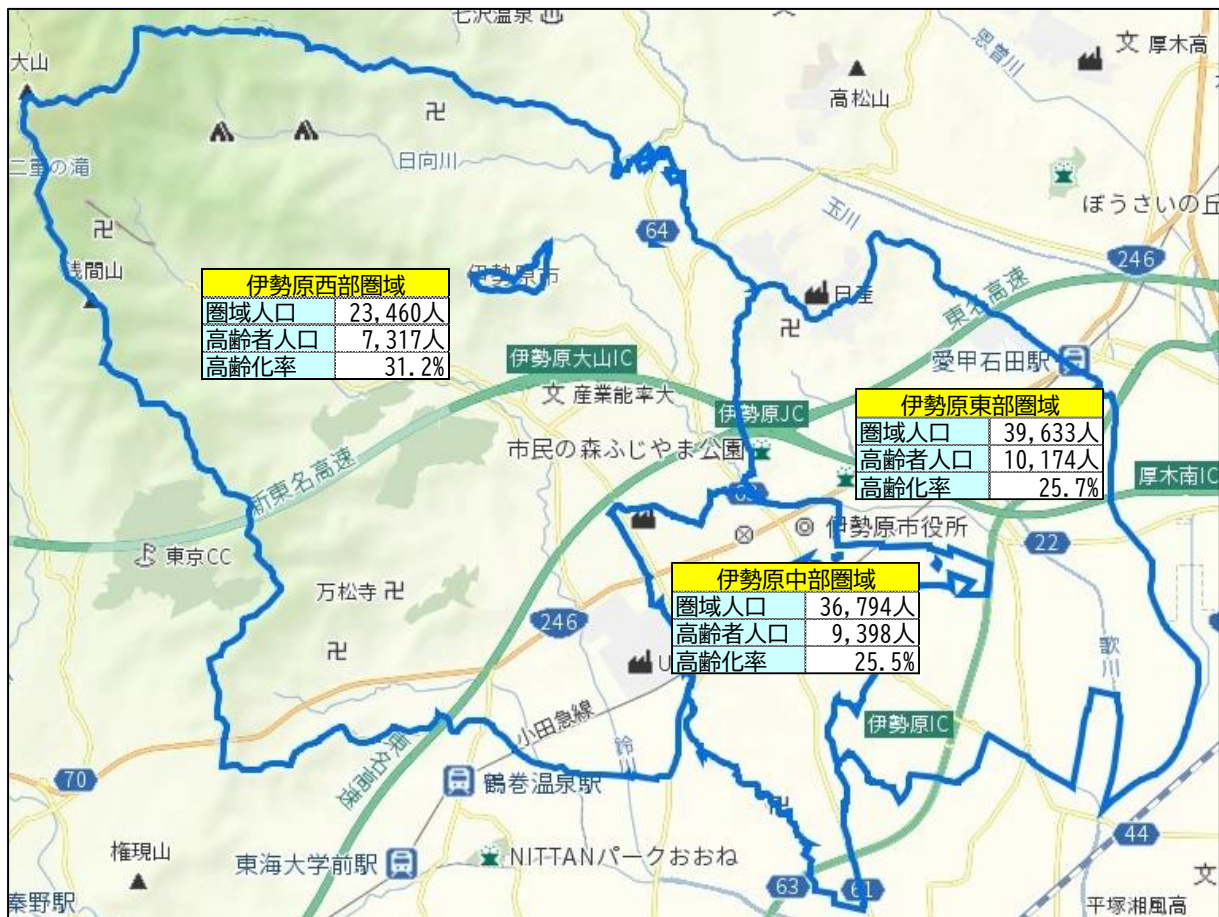 七沢温泉
恩曽川
厚木高
大山
高松山
日向川
二重の滝
ぼうさいの丘
玉川
64
浅間山
伊勢原市
246
日産
東名高速
伊勢原西部圏域
圏域人口 23,460人
高齢者人口 7,317人
高齢化率 31.2%
伊勢原大山IC
愛甲石田駅
産業能率大
伊勢原JC
伊勢原東部圏域
圏域人口 39,633人
高齢者人口 10,174人
高齢化率 25.7%
市民の森ふじやま公園
厚木南IC
新東名高速
63
伊勢原市役所
22
東京CC
万松寺
伊勢原中部圏域
圏域人口 36,794人
高齢者人口 9,398人
高齢化率 25.5%
246
U
歌川
小田急線
鈴川
伊勢原IC
東名高速
70
鶴巻温泉駅
44
権現山
東海大学前駅
NITTANパークおおね
63
61
秦野駅
平塚湘風高